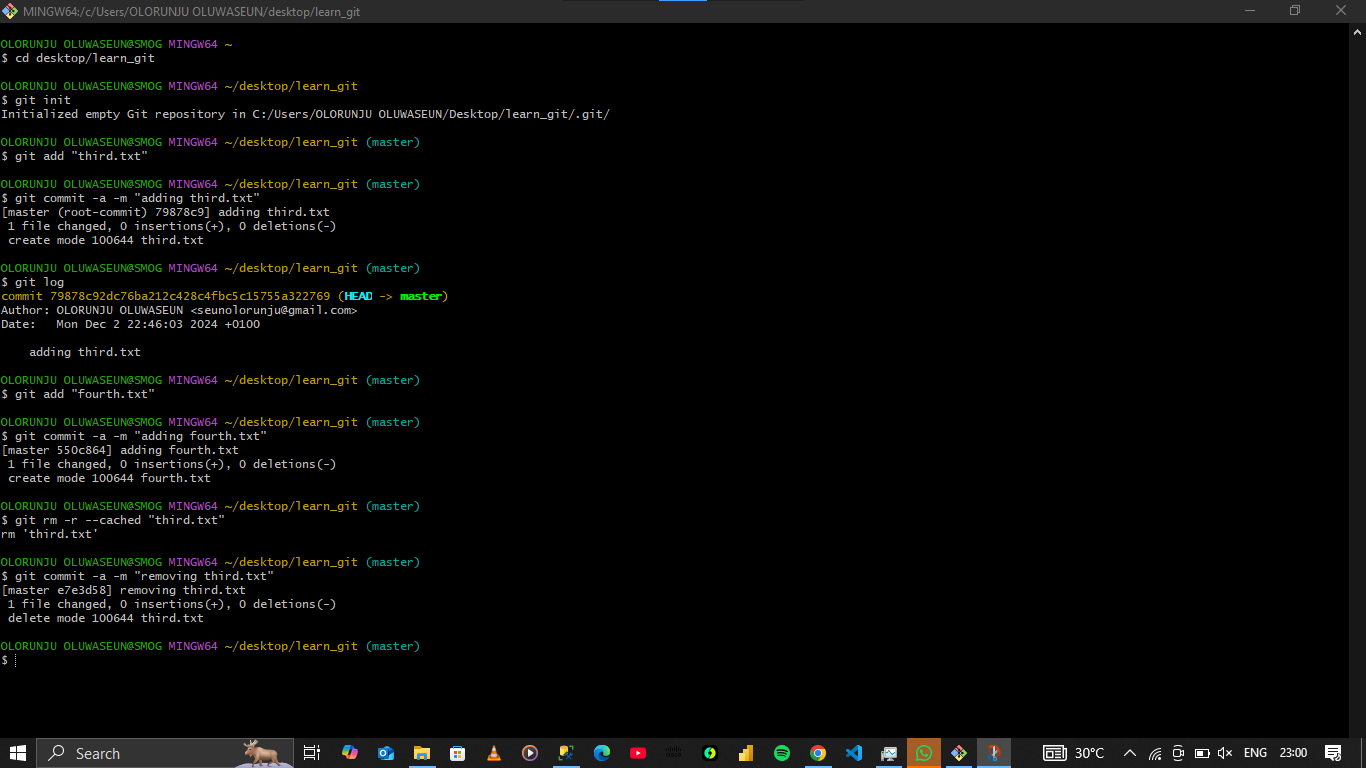 MINGW64:/c/Users/OLORUNJU OLUWASEUN/desktop/learn_git
OLORUNJU OLUWASEUN@SMOG MINGW64 ~
$ cd desktop/learn_git
OLORUNJU OLUWASEUN@SMOG MINGW64 ~/desktop/learn_git
$ git init
Initialized empty Git repository in C:/Users/OLORUNJU OLUWASEUN/Desktop/learn_git/.git/
OLORUNJU OLUWASEUN@SMOG MINGW64 ~/desktop/learn_git (master)
$ git add "third.txt"
OLORUNJU OLUWASEUN@SMOG MINGW64 ~/desktop/learn_git (master)
$ git commit -a -m "adding third.txt"
[master (root-commit) 79878c9] adding third.txt
 1 file changed, 0 insertions(+), 0 deletions(-)
 create mode 100644 third.txt
OLORUNJU OLUWASEUN@SMOG MINGW64 ~/desktop/learn_git (master)
$ git log
commit 79878c92dc76ba212c428c4fbc5c15755a322769 (HEAD -> master)
Author: OLORUNJU OLUWASEUN <seunolorunju@gmail.com>
Date:   Mon Dec 2 22:46:03 2024 +0100
    adding third.txt
OLORUNJU OLUWASEUN@SMOG MINGW64 ~/desktop/learn_git (master)
$ git add "fourth.txt"
OLORUNJU OLUWASEUN@SMOG MINGW64 ~/desktop/learn_git (master)
$ git commit -a -m "adding fourth.txt"
[master 550c864] adding fourth.txt
 1 file changed, 0 insertions(+), 0 deletions(-)
 create mode 100644 fourth.txt
OLORUNJU OLUWASEUN@SMOG MINGW64 ~/desktop/learn_git (master)
$ git rm -r --cached "third.txt"
rm 'third.txt'
OLORUNJU OLUWASEUN@SMOG MINGW64 ~/desktop/learn_git (master)
$ git commit -a -m "removing third.txt"
[master e7e3d58] removing third.txt
 1 file changed, 0 insertions(+), 0 deletions(-)
 delete mode 100644 third.txt
OLORUNJU OLUWASEUN@SMOG MINGW64 ~/desktop/learn_git (master)
$
Search 30°C ENG 23:00